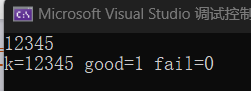 Microsoft Visual Studio 调试控制
12345
k=12345 good=1 fail=0